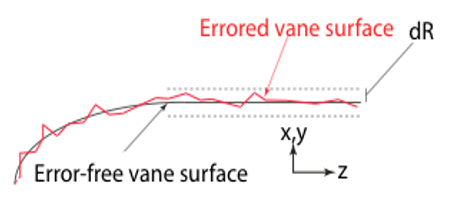 Errored vane surface
dR
x,y
z
Error-free vane surface